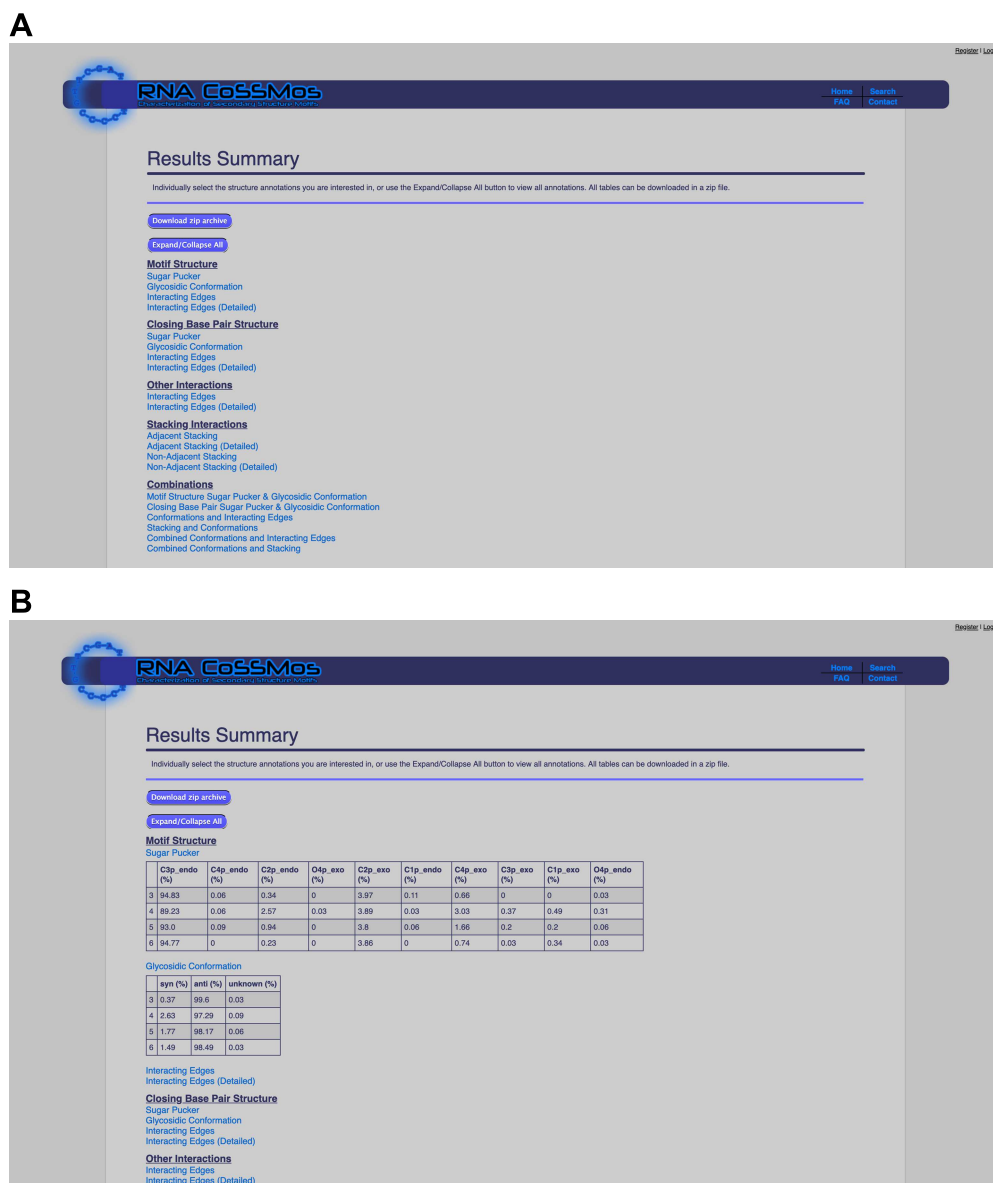 A
Register | Log
RNA CoSSMos
Characterization of Secondary Structure Motifs
Home Search
FAQ Contact
Results Summary
Individually select the structure annotations you are interested in, or use the Expand/Collapse All button to view all annotations. All tables can be downloaded in a zip file.
Download zip archive
Expand/Collapse All
Motif Structure
Sugar Pucker
Glycosidic Conformation
Interacting Edges
Interacting Edges (Detailed)
Closing Base Pair Structure
Sugar Pucker
Glycosidic Conformation
Interacting Edges
Interacting Edges (Detailed)
Other Interactions
Interacting Edges
Interacting Edges (Detailed)
Stacking Interactions
Adjacent Stacking
Adjacent Stacking (Detailed)
Non-Adjacent Stacking
Non-Adjacent Stacking (Detailed)
Combinations
Motif Structure Sugar Pucker & Glycosidic Conformation
Closing Base Pair Sugar Pucker & Glycosidic Conformation
Conformations and Interacting Edges
Stacking and Conformations
Combined Conformations and Interacting Edges
Combined Conformations and Stacking
B
Register | Log
RNA CoSSMos
Characterization of Secondary Structure Motifs
Home Search
FAQ Contact
Results Summary
Individually select the structure annotations you are interested in, or use the Expand/Collapse All button to view all annotations. All tables can be downloaded in a zip file.
Download zip archive
Expand/Collapse All
Motif Structure
Sugar Pucker
C3p_endo (%) C4p_endo (%) C2p_endo (%) O4p_exo (%) C2p_exo (%) C1p_endo (%) C4p_exo (%) C3p_exo (%) C1p_exo (%) O4p_endo (%)
3 94.83 0.06 0.34 0 3.97 0.11 0.66 0 0 0.03
4 89.23 0.06 2.57 0.03 3.89 0.03 3.03 0.37 0.49 0.31
5 93.0 0.09 0.94 0 3.8 0.06 1.66 0.2 0.2 0.06
6 94.77 0 0.23 0 3.86 0 0.74 0.03 0.34 0.03
Glycosidic Conformation
syn (%) anti (%) unknown (%)
3 0.37 99.6 0.03
4 2.63 97.29 0.09
5 1.77 98.17 0.06
6 1.49 98.49 0.03
Interacting Edges
Interacting Edges (Detailed)
Closing Base Pair Structure
Sugar Pucker
Glycosidic Conformation
Interacting Edges
Interacting Edges (Detailed)
Other Interactions
Interacting Edges
Interacting Edges (Detailed)